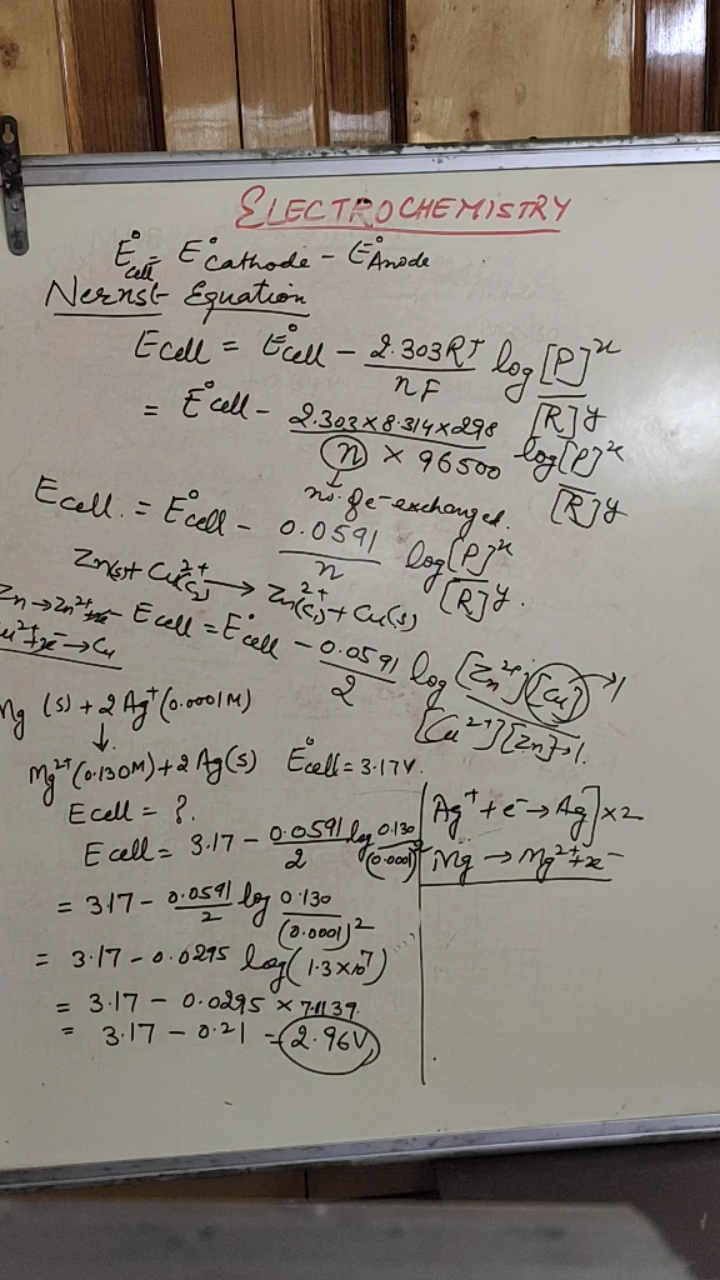 ELECTROCHEMISTRY
E°cell = E°Cathode - E°Anode
Nernst Equation
Ecell = E°cell - 2.303RT/nF log [P]^x/[R]^y
= E°cell - 2.303×8.314×298/n × 96500 log [P]^x/[R]^y
↓
no. of e- exchanged.
Ecell. = E°cell - 0.0591/n log [P]^x/[R]^y.
Zn(s) + Cu2+ → Zn2+ + Cu(s)
Zn → Zn2+ + 2e-
Cu2+ + 2e- → Cu
Ecell = E°cell - 0.0591/2 log [Zn2+][Cu]→1/[Cu2+][Zn]→1.
Mg (s) + 2Ag+(0.0001M)
↓
Mg2+(0.130M) + 2Ag(s) E°cell = 3.17V.
Ecell = ?.
Ecell = 3.17 - 0.0591/2 log 0.130/(0.0001)2
= 3.17 - 0.0591/2 log 0.130/(0.0001)2
= 3.17 - 0.0295 log(1.3×10^7)
= 3.17 - 0.0295 × 7.1139.
= 3.17 - 0.21 = 2.96V
Ag+ + e- → Ag]×2
Mg → Mg2+ + 2e-